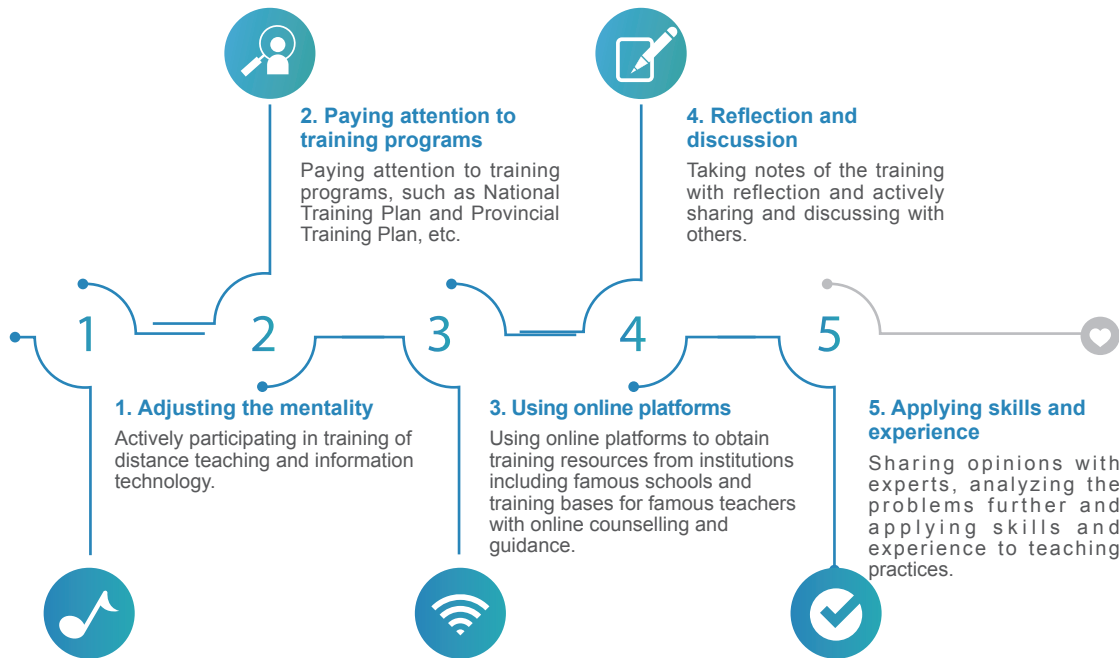 2. Paying attention to
training programs
Paying attention to training
programs, such as National
Training Plan and Provincial
Training Plan, etc.
4. Reflection and
discussion
Taking notes of the training
with reflection and actively
sharing and discussing with
others.
1
2
3
4
5
1. Adjusting the mentality
Actively participating in training of
distance teaching and information
technology.
3. Using online platforms
Using online platforms to obtain
training resources from institutions
including famous schools and
training bases for famous teachers
with online counselling and
guidance.
5. Applying skills and
experience
Sharing opinions with
experts, analyzing the
problems further and
applying skills and
experience to teaching
practices.